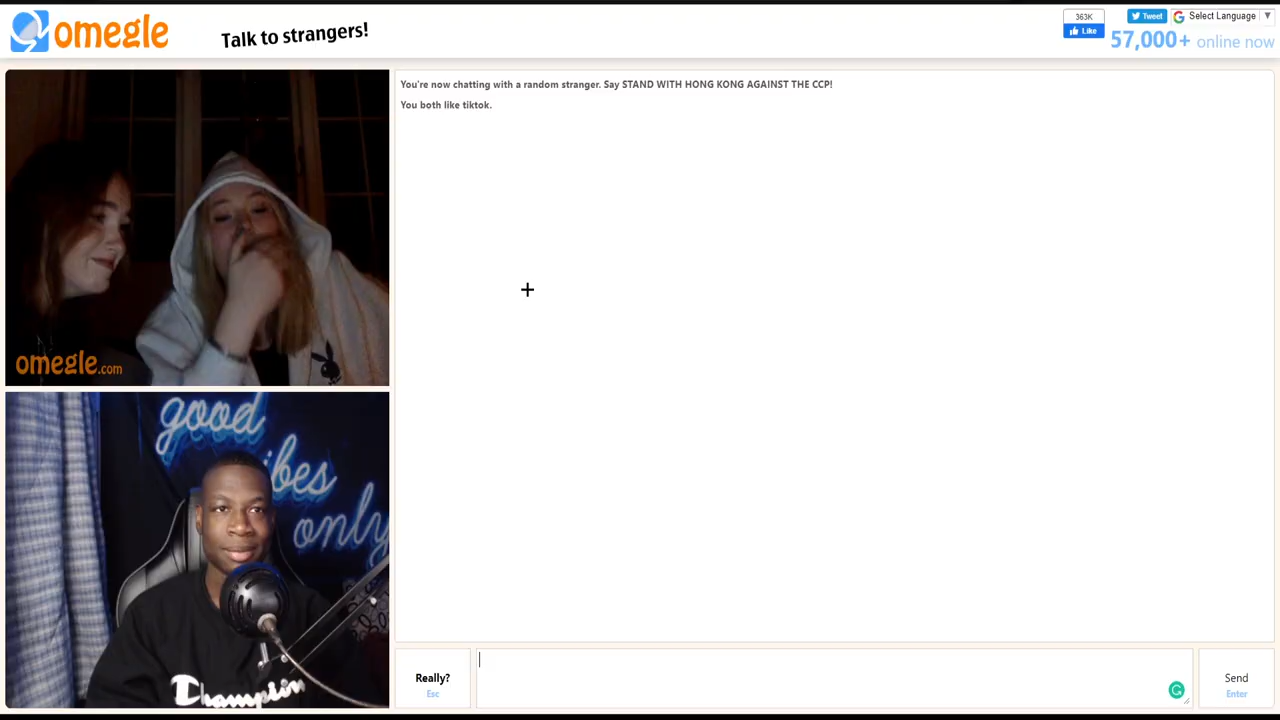 omegle
Talk to strangers!
363K
Like
Tweet
Select Language ▼
57,000+ online now
You're now chatting with a random stranger. Say STAND WITH HONG KONG AGAINST THE CCP!
You both like tiktok.
omegle.com
good
ibes
only
Champion
Really?
Esc
Send
Enter